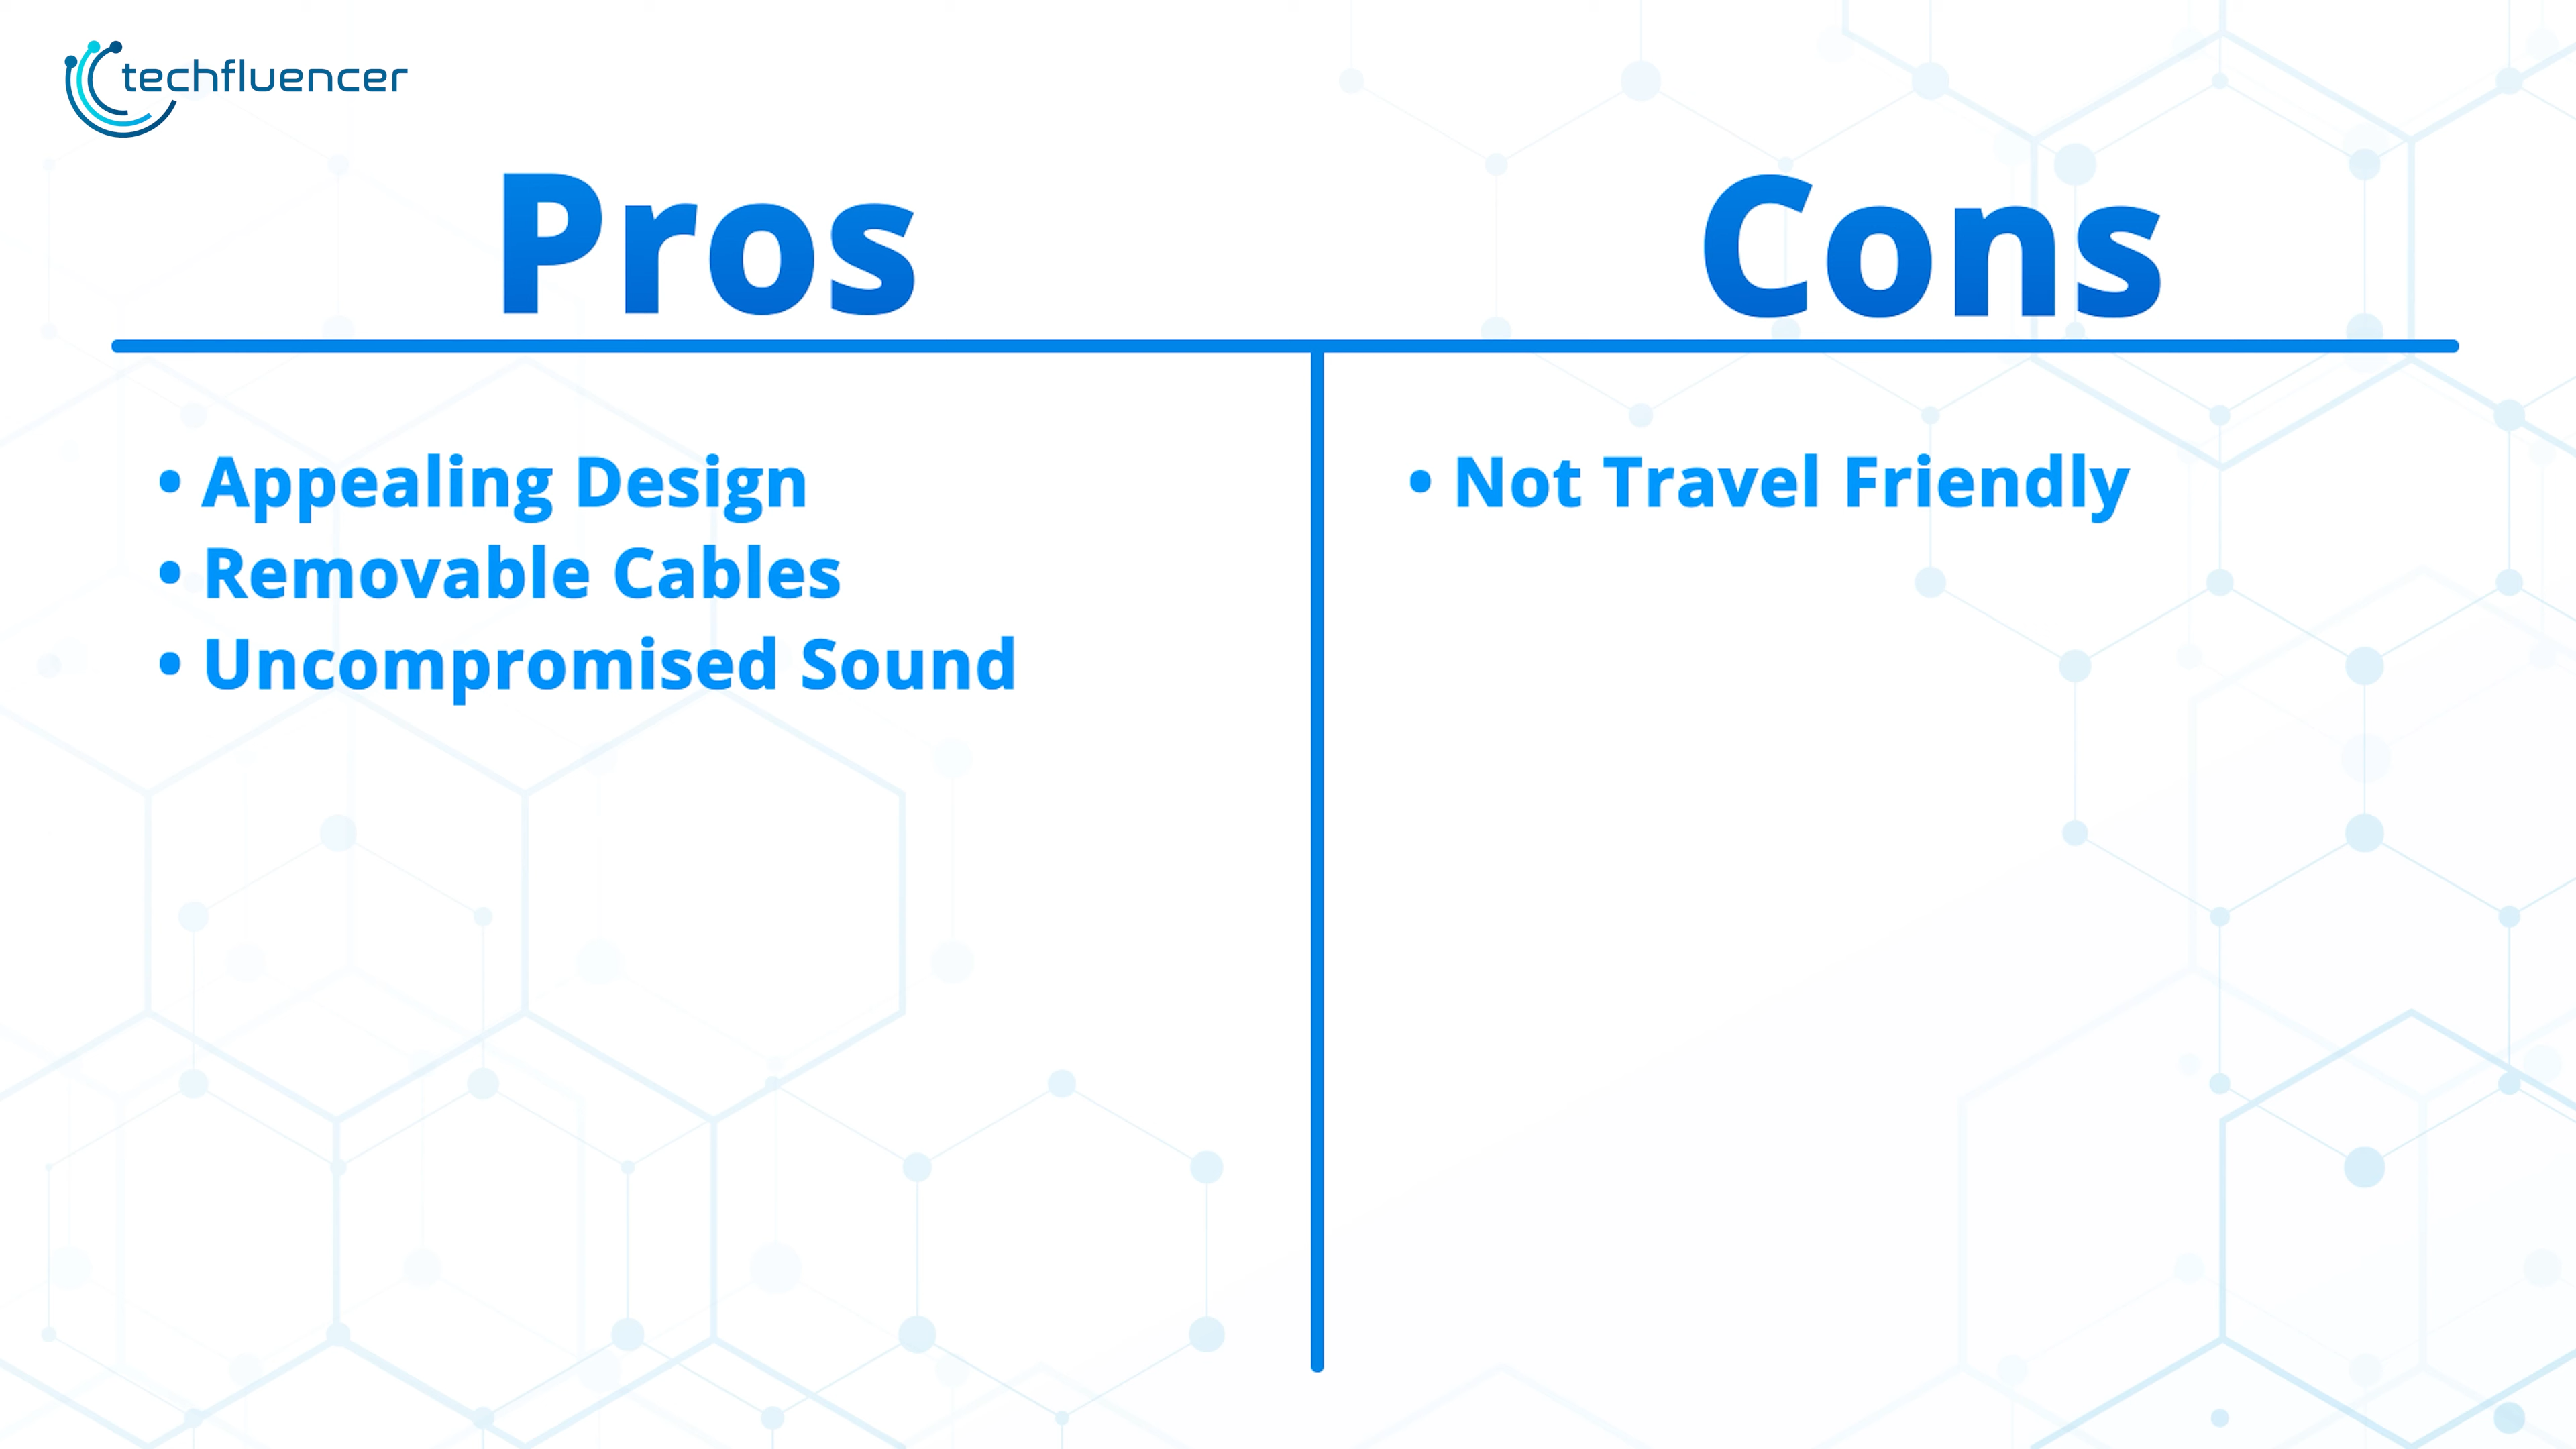 techfluencer
Pros
Cons
• Appealing Design
• Removable Cables
• Uncompromised Sound
• Not Travel Friendly